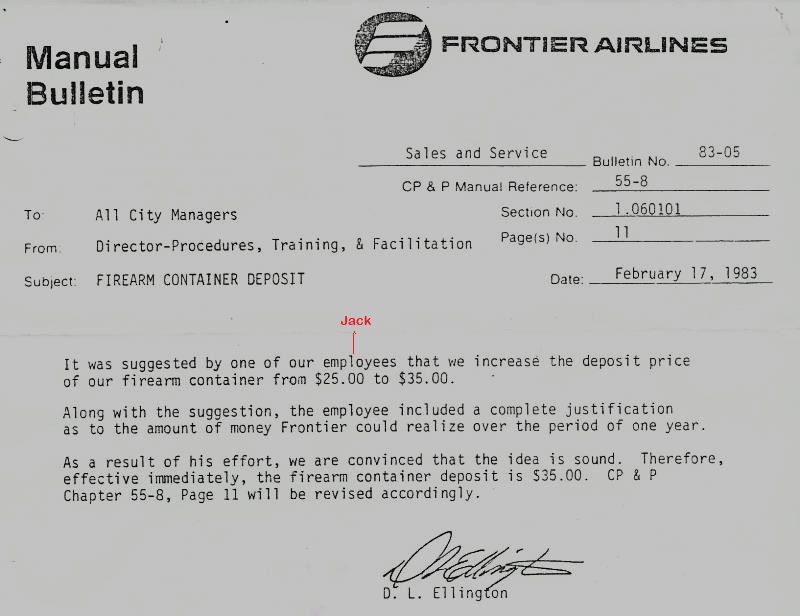 Manual
Bulletin
FRONTIER AIRLINES
Sales and Service
Bulletin No. 83-05
CP & P Manual Reference: 55-8
To: All City Managers
Section No. 1.060101
From: Director-Procedures, Training, & Facilitation
Page(s) No. 11
Subject: FIREARM CONTAINER DEPOSIT
Date: February 17, 1983
Jack
It was suggested by one of our employees that we increase the deposit price
of our firearm container from $25.00 to $35.00.
Along with the suggestion, the employee included a complete justification
as to the amount of money Frontier could realize over the period of one year.
As a result of his effort, we are convinced that the idea is sound. Therefore,
effective immediately, the firearm container deposit is $35.00. CP & P
Chapter 55-8, Page 11 will be revised accordingly.
D L Ellington
D. L. Ellington